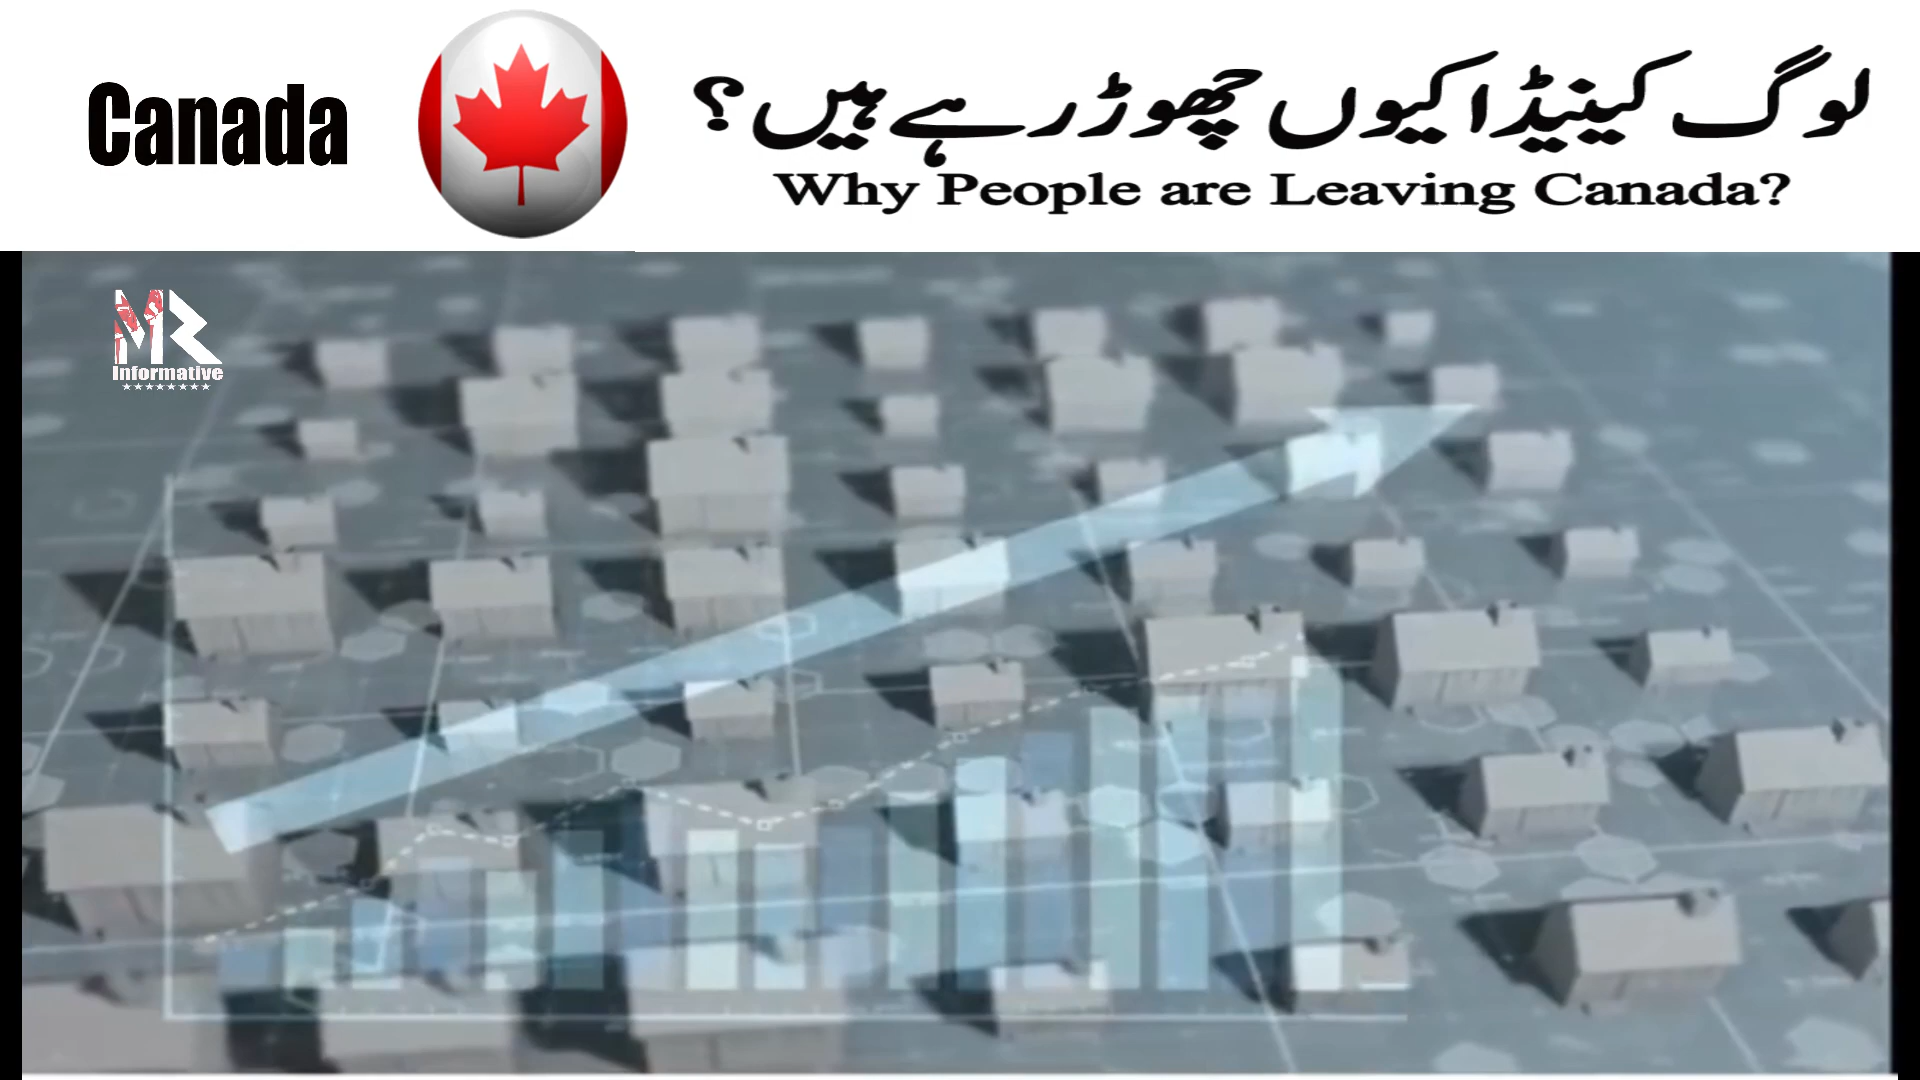 Canada
لوگ کینیڈا کیوں چھوڑ رہے ہیں؟
Why People are Leaving Canada?
MR
Informative